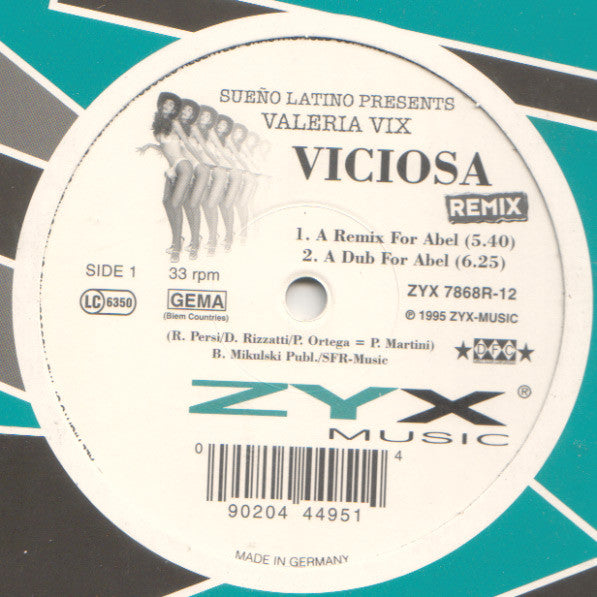 SUEÑO LATINO PRESENTS
VALERIA VIX
VICIOSA
REMIX
1. A Remix For Abel (5.40)
2. A Dub For Abel (6.25)
SIDE 1
33 rpm
ZYX 7868R-12
LC 6350
GEMA
(Biem Countries)
℗ 1995 ZYX-MUSIC
(R. Persi/D. Rizzatti/P. Ortega = P. Martini)
B. Mikulski Publ./SFR-Music
DFC
ZYX ®
MUSIC
0 4
90204 44951
MADE IN GERMANY